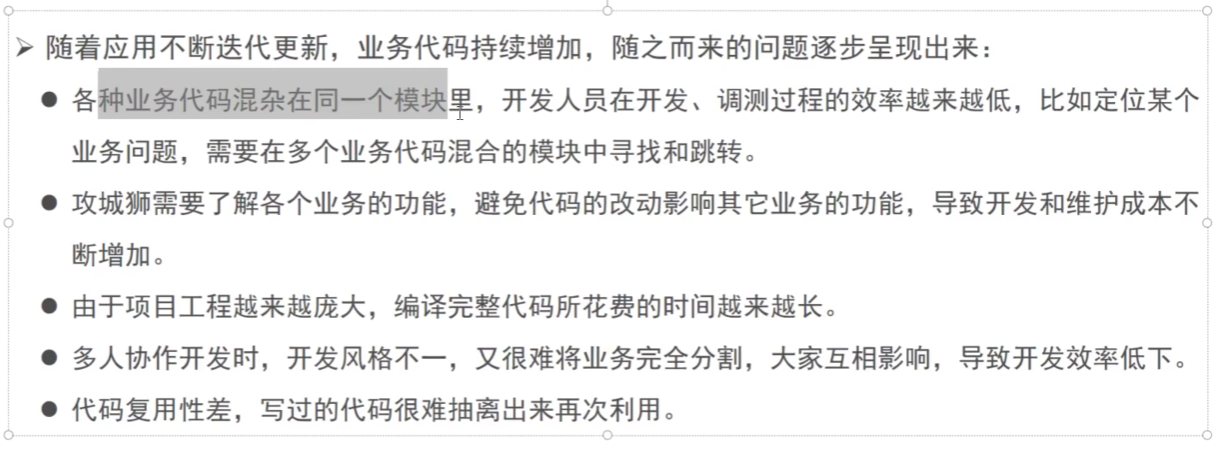 ➢ 随着应用不断迭代更新，业务代码持续增加，随之而来的问题逐步呈现出来：
● 各种业务代码混杂在同一个模块里，开发人员在开发、调测过程的效率越来越低，比如定位某个
业务问题，需要在多个业务代码混合的模块中寻找和跳转。
● 攻城狮需要了解各个业务的功能，避免代码的改动影响其它业务的功能，导致开发和维护成本不
断增加。
● 由于项目工程越来越庞大，编译完整代码所花费的时间越来越长。
● 多人协作开发时，开发风格不一，又很难将业务完全分割，大家互相影响，导致开发效率低下。
● 代码复用性差，写过的代码很难抽离出来再次利用。